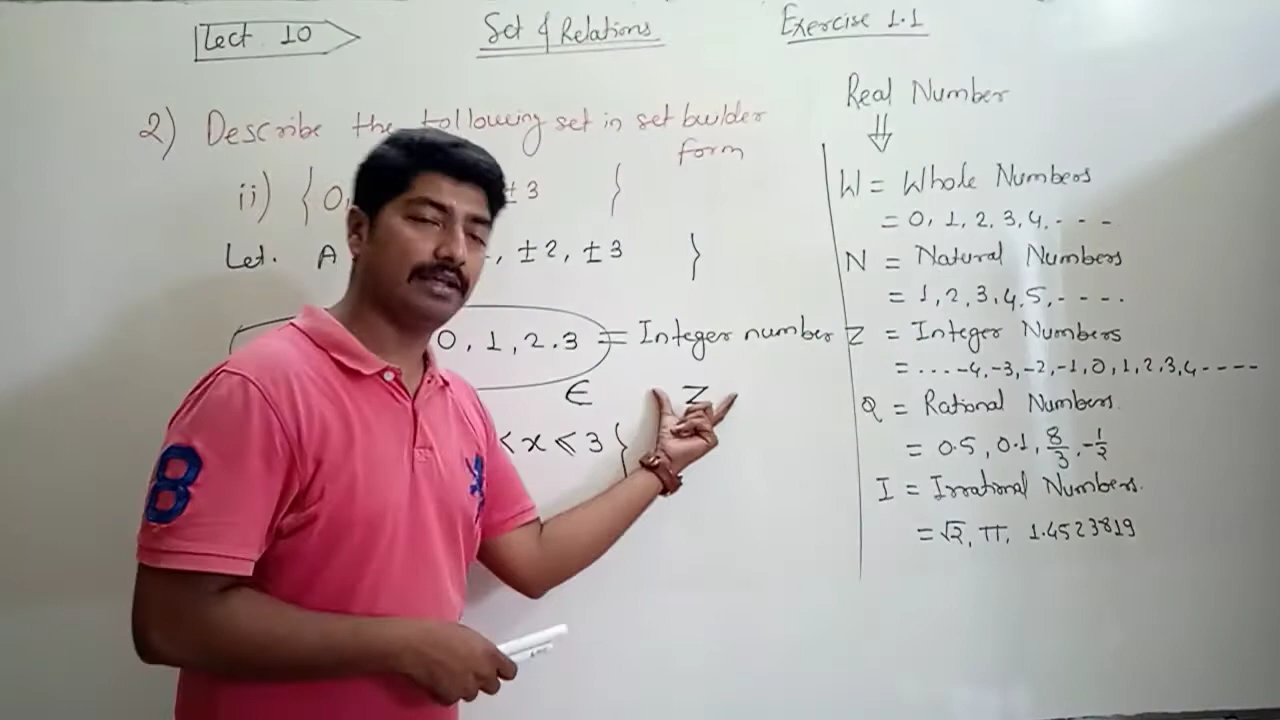 Lect 10
Set & Relations
Exercise 1.1
2) Describe the following set in set builder
form
ii) { 0, ± 3 }
Let. A , ±2, ±3 }
0, 1, 2. 3 = Integer number
∈ Z
< x ⩽ 3 }
Real Number
⇓
W = Whole Numbers
= 0, 1, 2, 3, 4, - - -
N = Natural Numbers
= 1, 2, 3, 4, 5, - - - -
Z = Integer Numbers
= - - - -4, -3, -2, -1, 0, 1, 2, 3, 4 - - - -
Q = Rational Numbers.
= 0.5, 0.1, 8/3, -1/2
I = Irrational Numbers.
= √2, π, 1.4523819
8